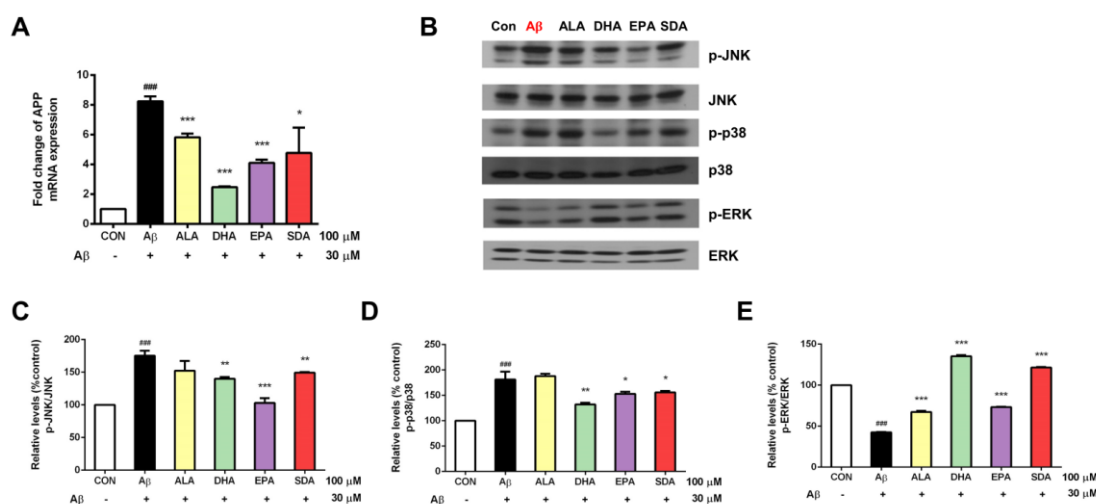 A
Fold change of APP
mRNA expression
10
8
6
4
2
0
###
***
***
***
*
CON Aβ ALA DHA EPA SDA 100 μM
Aβ - + + + + + 30 μM
B
Con Aβ ALA DHA EPA SDA
p-JNK
JNK
p-p38
p38
p-ERK
ERK
C
Relative levels (%control)
p-JNK/JNK
200
150
100
50
0
###
**
***
**
CON Aβ ALA DHA EPA SDA 100 μM
Aβ - + + + + + 30 μM
D
Relative levels (% control)
p-p38/p38
250
200
150
100
50
0
###
**
*
*
CON Aβ ALA DHA EPA SDA 100 μM
Aβ - + + + + + 30 μM
E
Relative levels (% control)
p-ERK/ERK
150
100
50
0
###
***
***
***
***
CON Aβ ALA DHA EPA SDA 100 μM
Aβ - + + + + + 30 μM